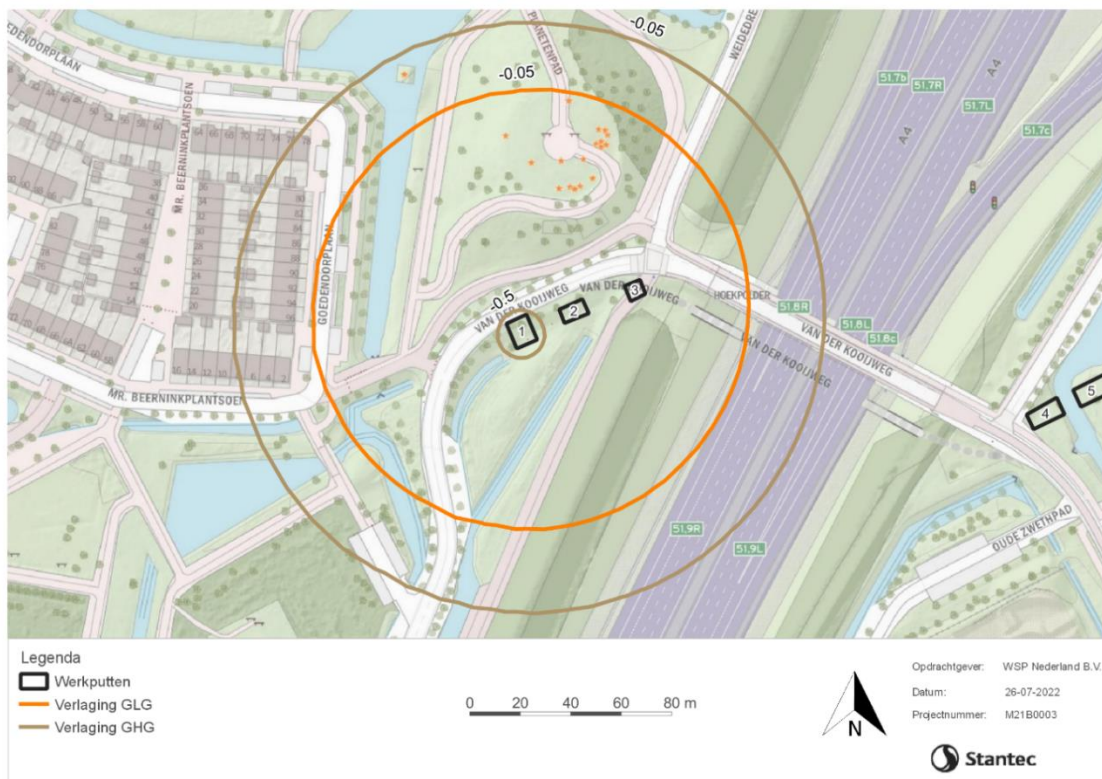 -0.05
PLANETENPAD
-0.05
WEIDEDRE
GOEDENDORPLAAN
MR. BEERNINKPLANTSOEN
GOEDENDORPLAAN
51.7b
51.7R
51.7L
A4
A4
51.7c
-0.5
VAN DER KOOIJWEG
VAN DER KOOIJWEG
1
2
3
HOEKPOLDER
51.8R
51.8L
51.8c
VAN DER KOOIJWEG
VAN DER KOOIJWEG
MR. BEERNINKPLANTSOEN
4
5
51.9R
51.9L
OUDE ZWETHPAD
Legenda
Werkputten
Verlaging GLG
Verlaging GHG
0 20 40 60 80 m
N
Opdrachtgever: WSP Nederland B.V.
Datum: 26-07-2022
Projectnummer: M21B0003
Stantec